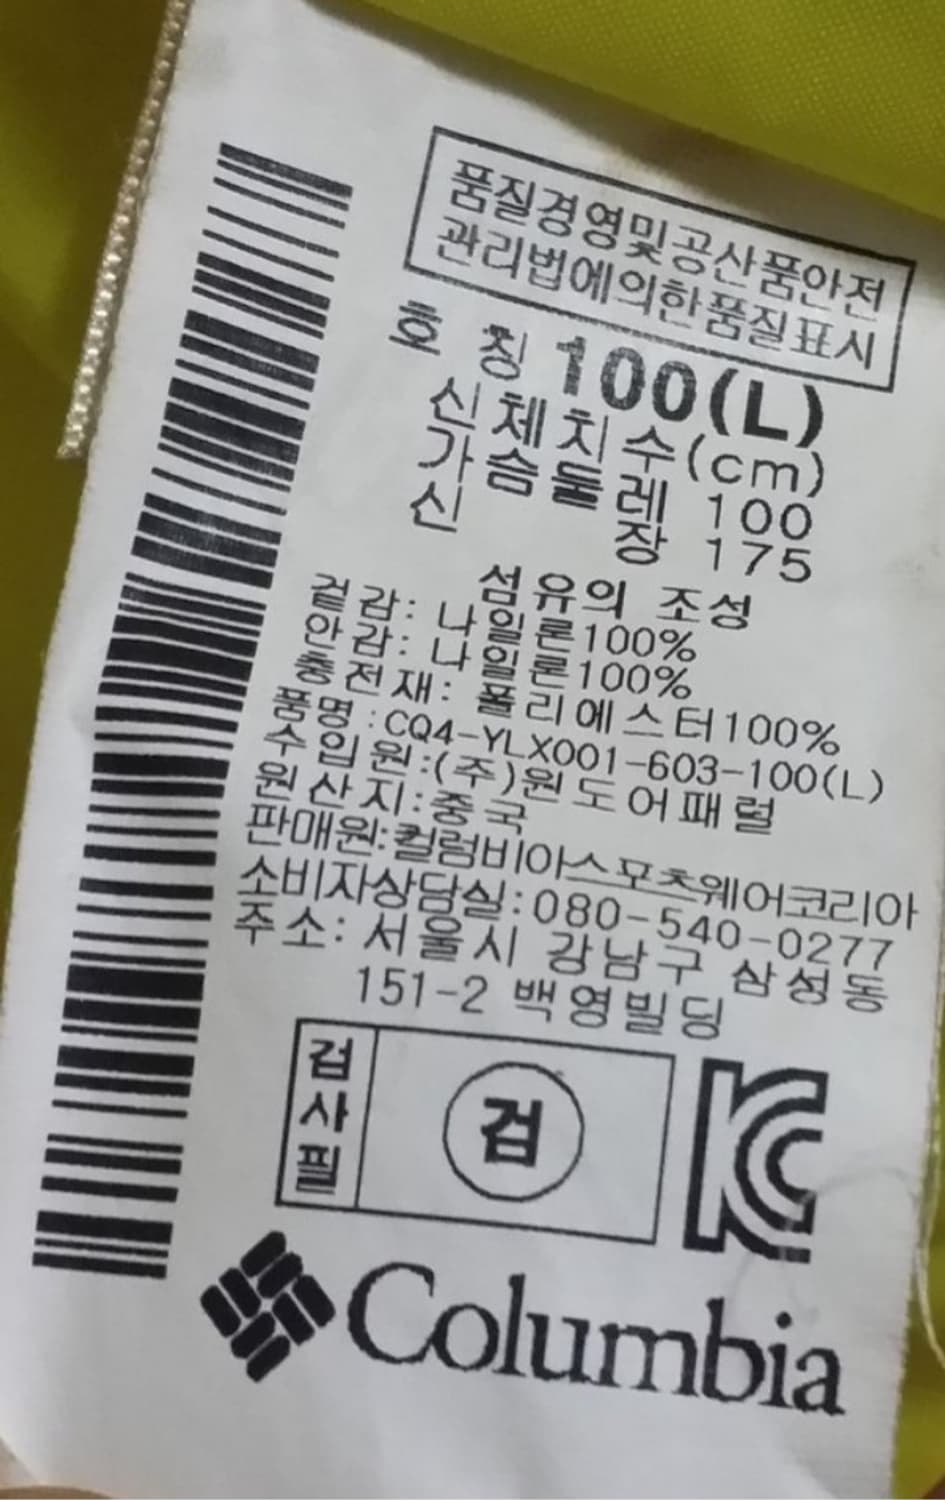 품질경영및공산품안전
관리법에의한품질표시
호 칭 100(L)
신체치수(cm)
가슴둘레 100
신 장 175
섬유의 조성
겉감: 나일론100%
안감: 나일론100%
충전재: 폴리에스터100%
품명:CQ4-YLX001-603-100(L)
수입원:(주)원도어패럴
원산지:중국
판매원:컬럼비아스포츠웨어코리아
소비자상담실:080-540-0277
주소: 서울시 강남구 삼성동
151-2 백영빌딩
검사필
검
KC
Columbia